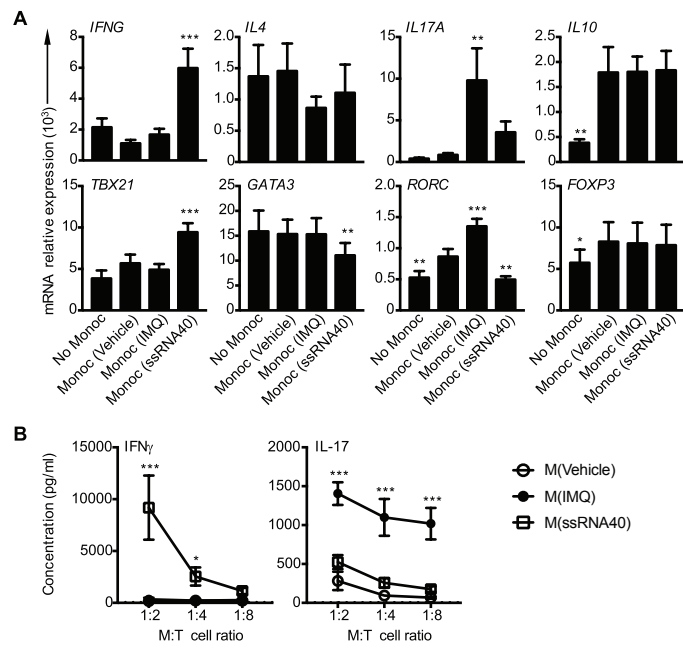 A
mRNA relative expression (10³)
IFNG
8
6
4
2
0
***
IL4
2.0
1.5
1.0
0.5
0
IL17A
15
10
5
0
**
IL10
2.5
2.0
1.5
1.0
0.5
0.0
**
TBX21
15
10
5
0
***
GATA3
25
20
15
10
5
0
**
RORC
2.0
1.5
1.0
0.5
0.0
**
***
**
FOXP3
15
10
5
0
*
No Monoc
Monoc (Vehicle)
Monoc (IMQ)
Monoc (ssRNA40)
No Monoc
Monoc (Vehicle)
Monoc (IMQ)
Monoc (ssRNA40)
No Monoc
Monoc (Vehicle)
Monoc (IMQ)
Monoc (ssRNA40)
No Monoc
Monoc (Vehicle)
Monoc (IMQ)
Monoc (ssRNA40)
B
Concentration (pg/ml)
IFNγ
15000
10000
5000
0
***
*
1:2 1:4 1:8
M:T cell ratio
IL-17
2000
1500
1000
500
0
***
***
***
1:2 1:4 1:8
M:T cell ratio
M(Vehicle)
M(IMQ)
M(ssRNA40)